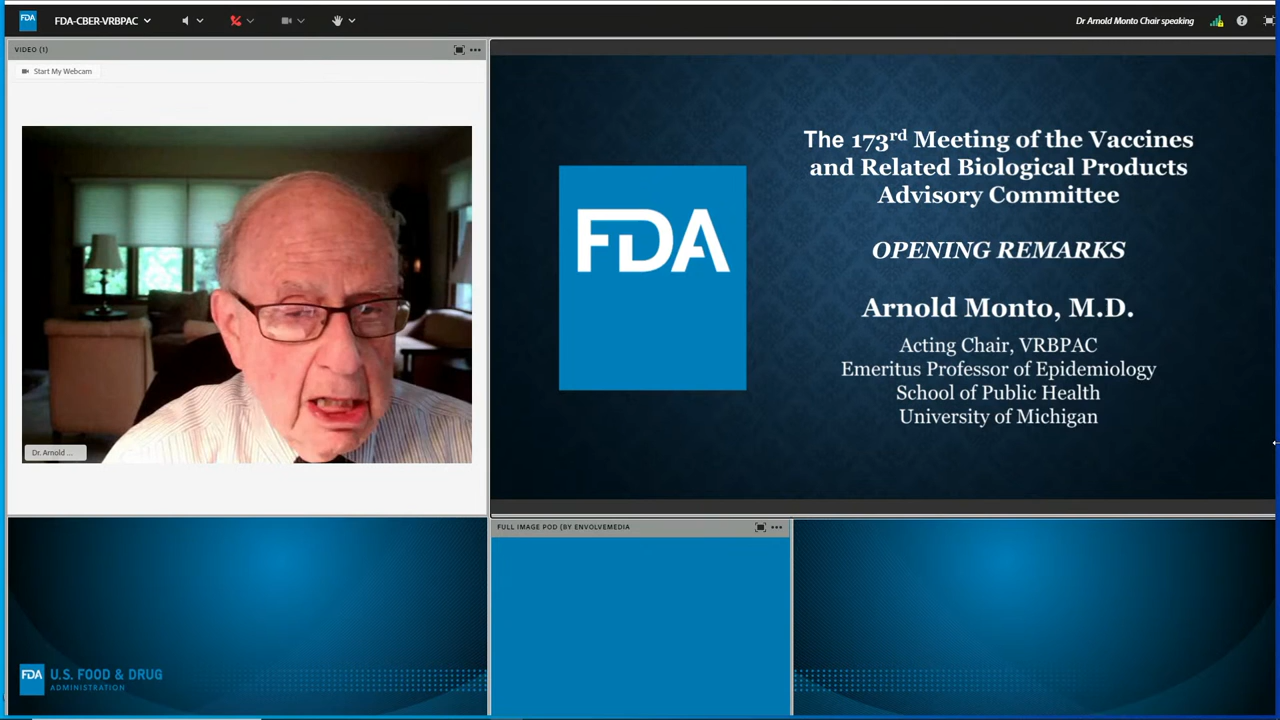 FDA
FDA-CBER-VRBPAC
Dr Arnold Monto Chair speaking
VIDEO (1)
Start My Webcam
Dr. Arnold ...
FDA
The 173rd Meeting of the Vaccines
and Related Biological Products
Advisory Committee
OPENING REMARKS
Arnold Monto, M.D.
Acting Chair, VRBPAC
Emeritus Professor of Epidemiology
School of Public Health
University of Michigan
FULL IMAGE POD (BY ENVOLVEMEDIA
FDA
U.S. FOOD & DRUG
ADMINISTRATION